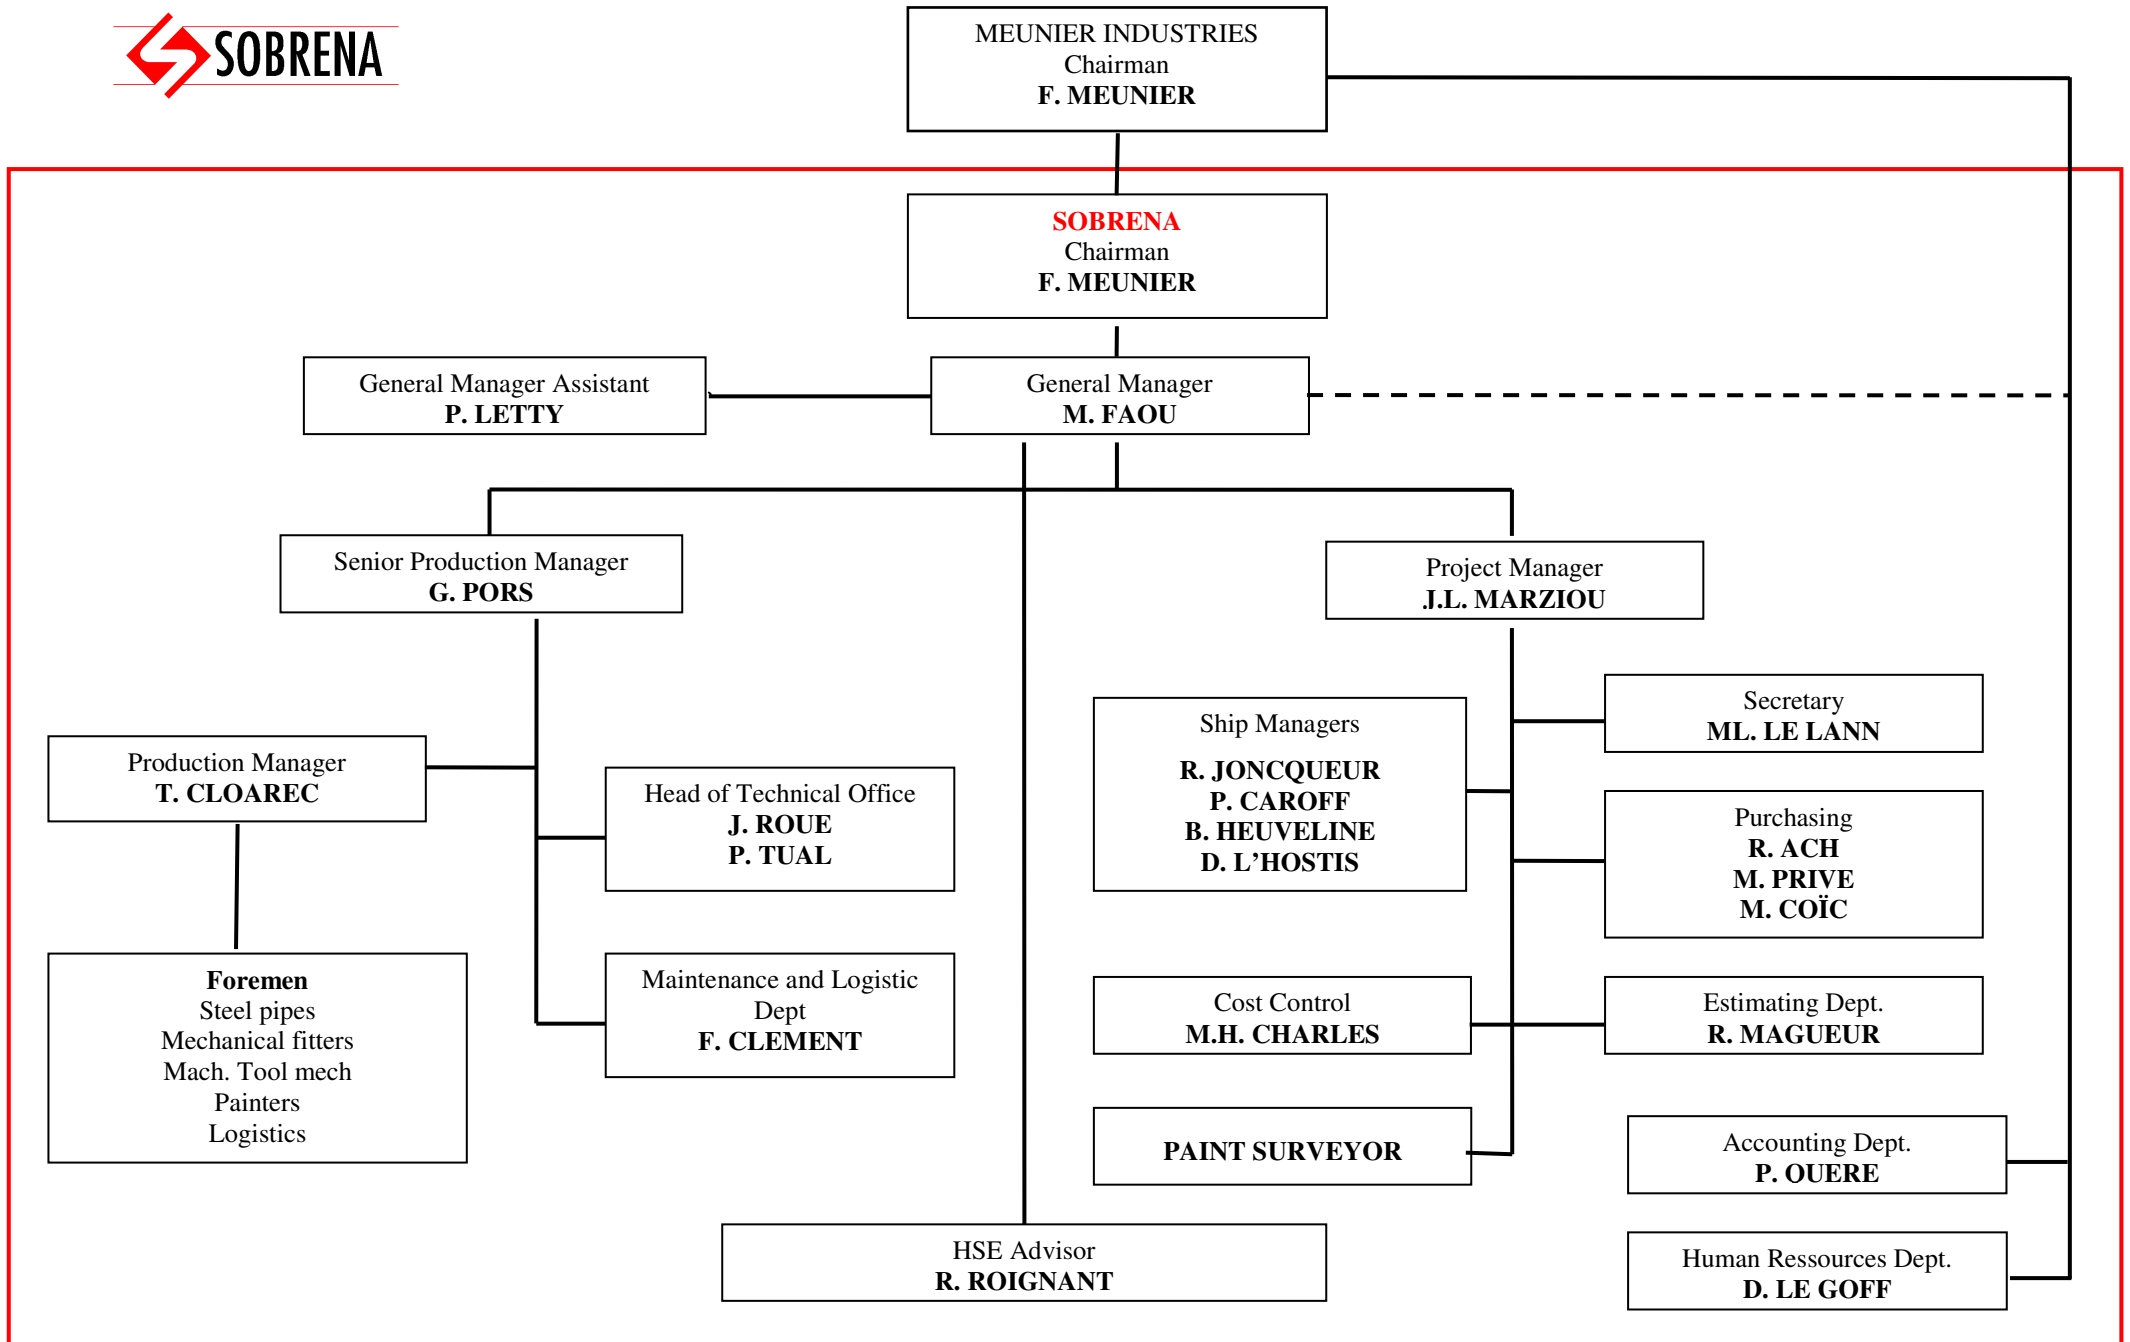 SOBRENA
MEUNIER INDUSTRIES
Chairman
F. MEUNIER
SOBRENA
Chairman
F. MEUNIER
General Manager Assistant
P. LETTY
General Manager
M. FAOU
Senior Production Manager
G. PORS
Project Manager
J.L. MARZIOU
Production Manager
T. CLOAREC
Head of Technical Office
J. ROUE
P. TUAL
Ship Managers
R. JONCQUEUR
P. CAROFF
B. HEUVELINE
D. L’HOSTIS
Secretary
ML. LE LANN
Purchasing
R. ACH
M. PRIVE
M. COÏC
Foremen
Steel pipes
Mechanical fitters
Mach. Tool mech
Painters
Logistics
Maintenance and Logistic
Dept
F. CLEMENT
Cost Control
M.H. CHARLES
Estimating Dept.
R. MAGUEUR
PAINT SURVEYOR
Accounting Dept.
P. OUERE
HSE Advisor
R. ROIGNANT
Human Ressources Dept.
D. LE GOFF